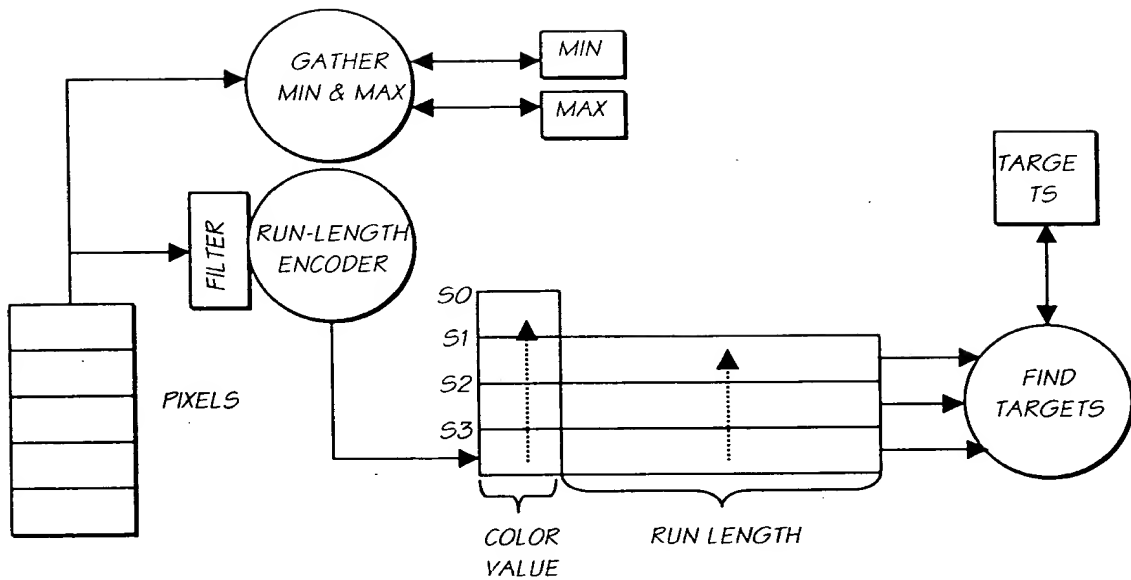 GATHER
MIN & MAX
MIN
MAX
TARGE
TS
FILTER
RUN-LENGTH
ENCODER
S0
S1
S2
S3
PIXELS
FIND
TARGETS
COLOR
VALUE
RUN LENGTH